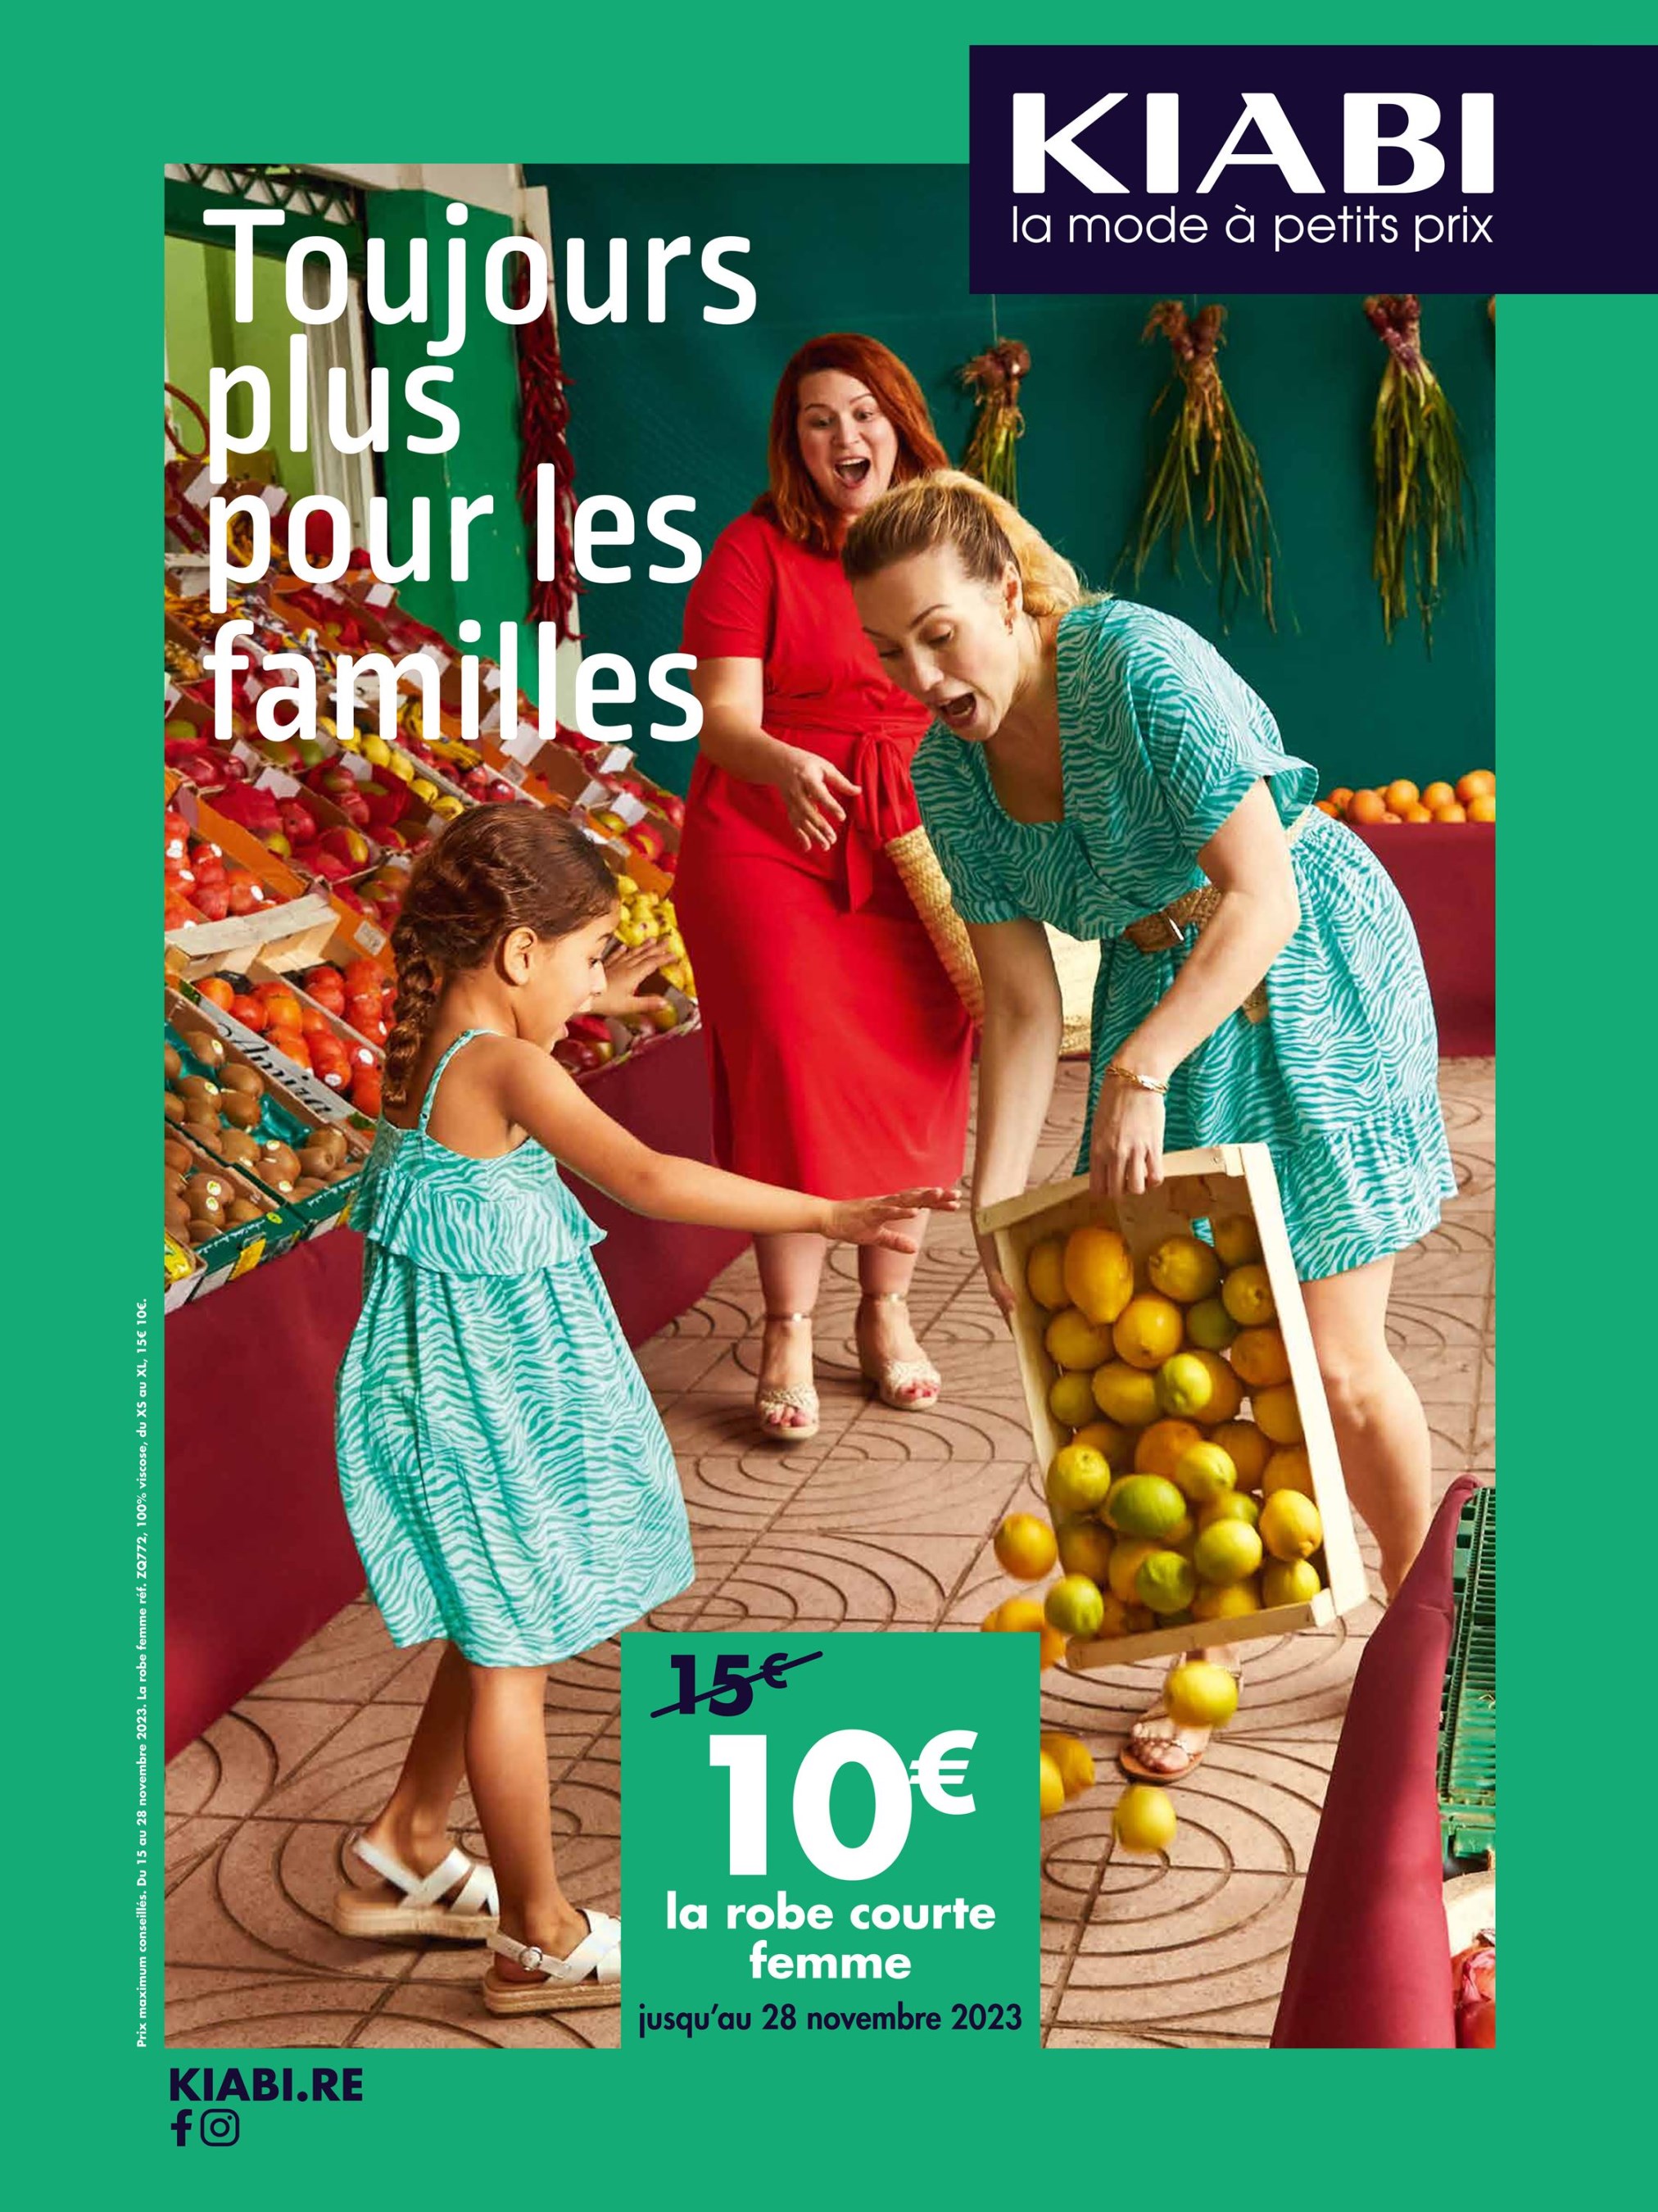 KIABI
la mode à petits prix
Toujours
plus
pour les
familles
Amira
15€
10€
la robe courte
femme
jusqu'au 28 novembre 2023
Prix maximum conseillés. Du 15 au 28 novembre 2023. La robe femme réf. ZQ772, 100% viscose, du XS au XL, 15€ 10€.
KIABI.RE